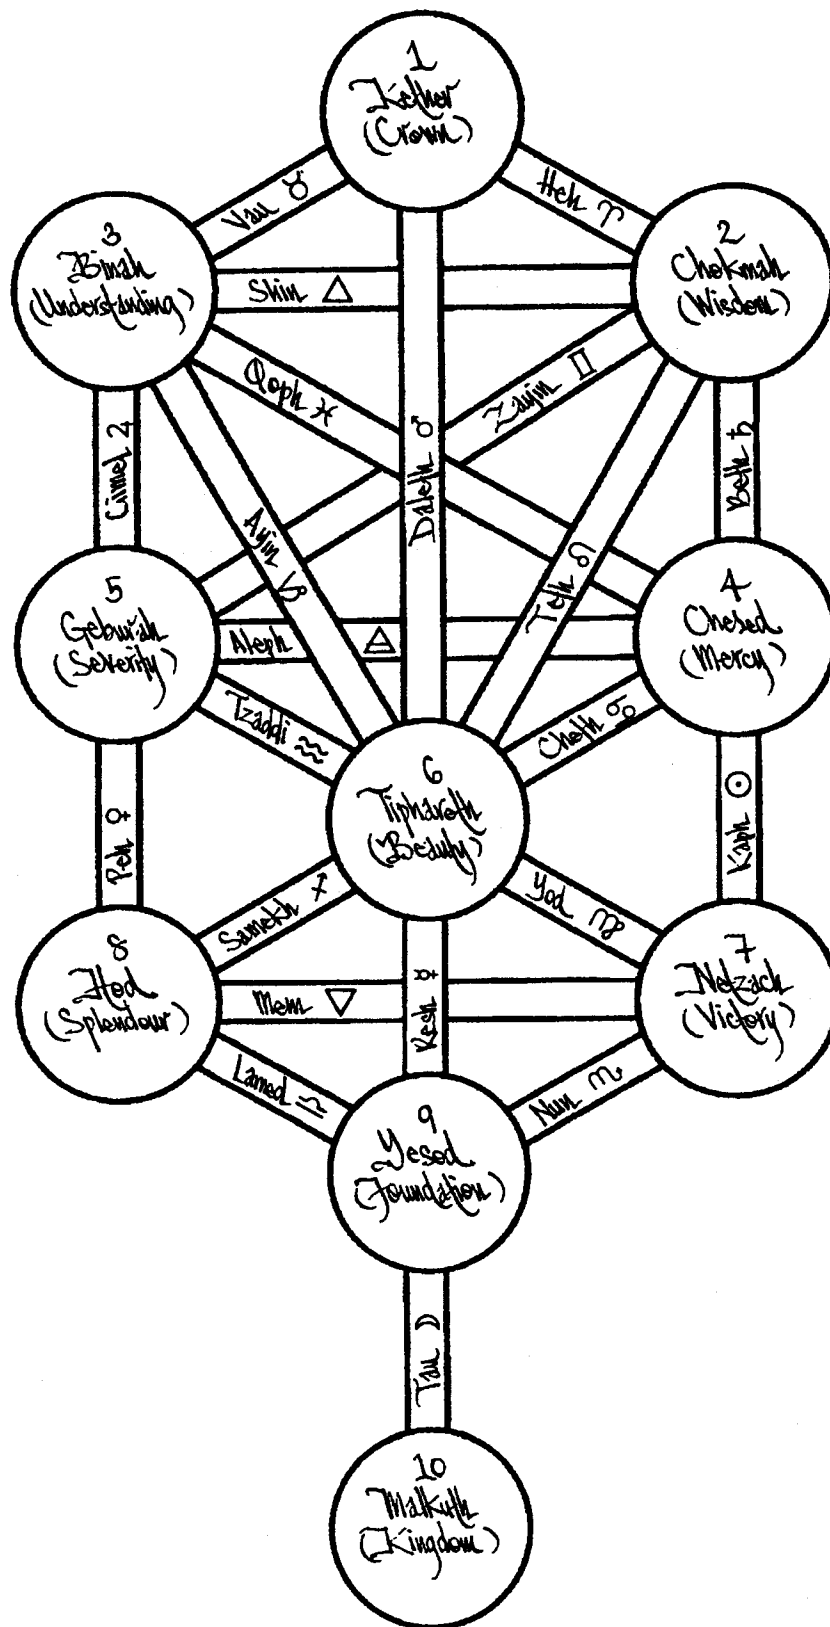 1
Kether
(Crown)
Vau ♉
Heh ♈
3
Binah
(Understanding)
2
Chokmah
(Wisdom)
Shin △
Qoph ♓
Zayin ♊
Gimel ♃
Daleth ♂
Beth ♄
Ayin ♑
Teth ♌
5
Geburah
(Severity)
4
Chesed
(Mercy)
Aleph 🜁
Tzaddi ♒
Cheth ♋
6
Tiphareth
(Beauty)
Peh ♀
Kaph ☉
Samekh ♐
Yod ♍
8
Hod
(Splendour)
7
Netzach
(Victory)
Mem ▽
Resh ☿
Lamed ♎
Nun ♏
9
Yesod
(Foundation)
Tau ☽
10
Malkuth
(Kingdom)